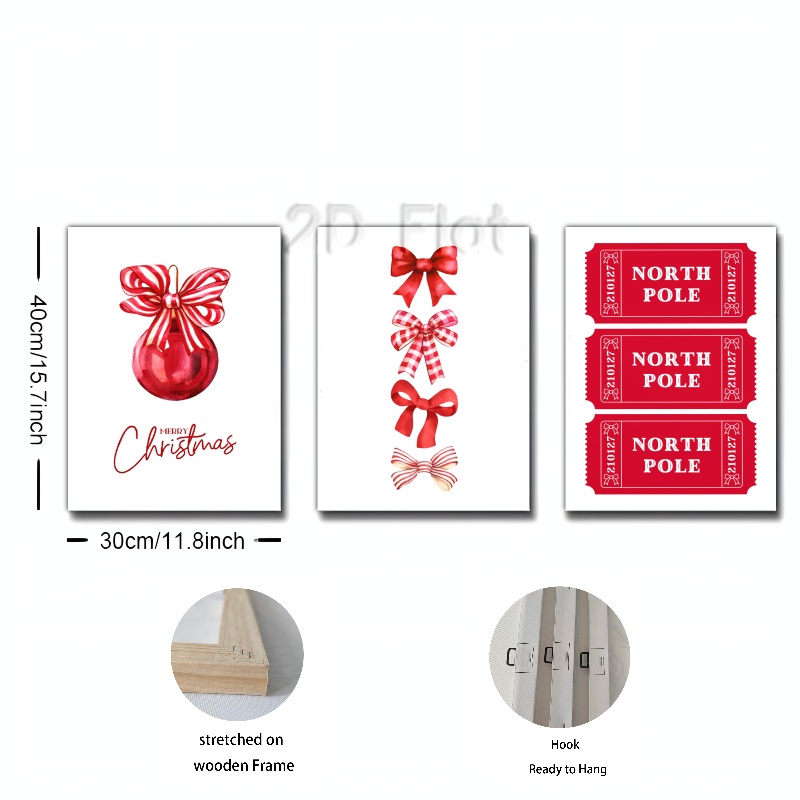 2D Flat
40cm/15.7inch
30cm/11.8inch
MERRY
Christmas
210127
NORTH
POLE
210127
210127
NORTH
POLE
210127
210127
NORTH
POLE
210127
stretched on
wooden Frame
Hook
Ready to Hang